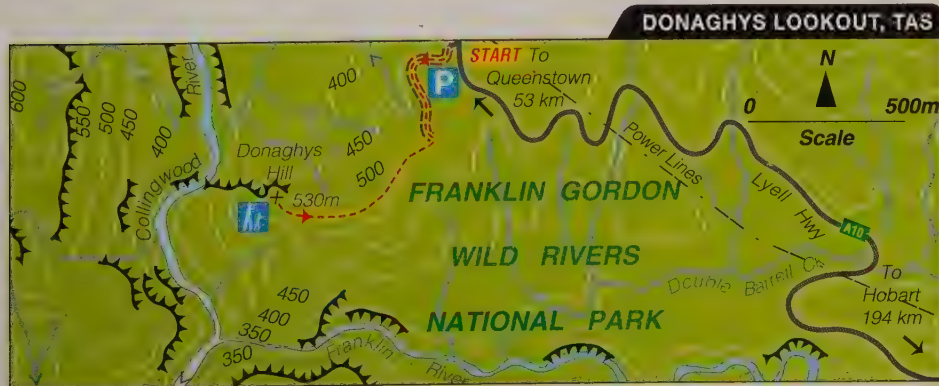 DONAGHYS LOOKOUT, TAS
START To
Queenstown
53 km
N
0 500m
Scale
P
River
600
550
500
450
400
400
450
500
Collingwood
Donaghys
Hill
530m
Power Lines
Lyell Hwy
A10
FRANKLIN GORDON
WILD RIVERS
NATIONAL PARK
Double Barrell Ck
To
Hobart
194 km
450
400
350
350
Franklin
River